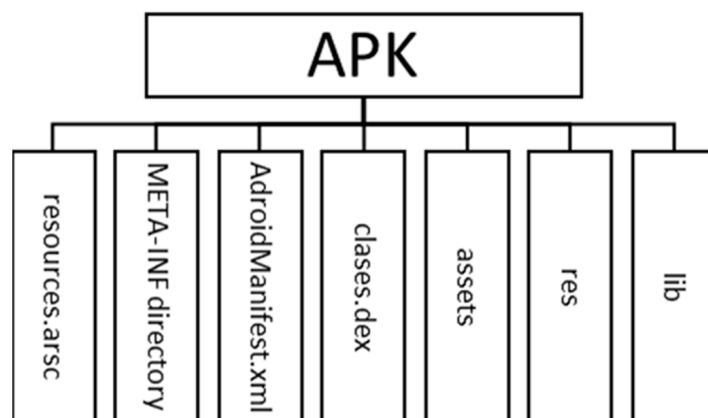 APK
resources.arsc
META-INF directory
AdroidManifest.xml
clases.dex
assets
res
lib